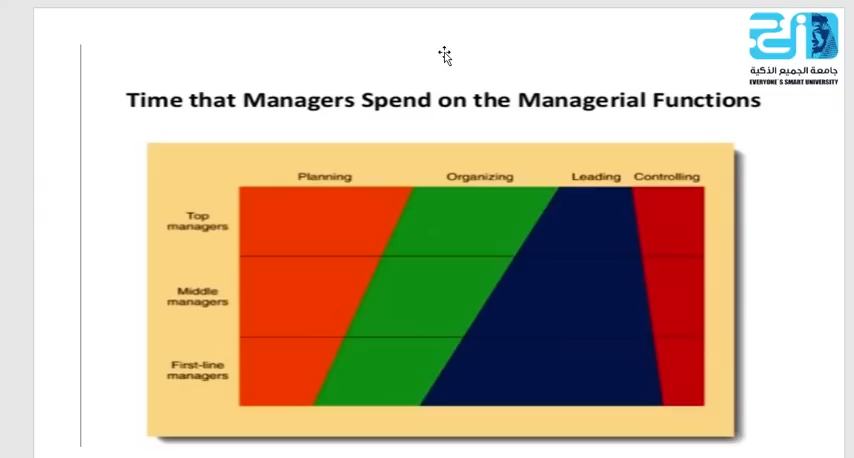 جامعة الجميع الذكية
EVERYONE'S SMART UNIVERSITY
Time that Managers Spend on the Managerial Functions
Planning Organizing Leading Controlling
Top
managers
Middle
managers
First-line
managers